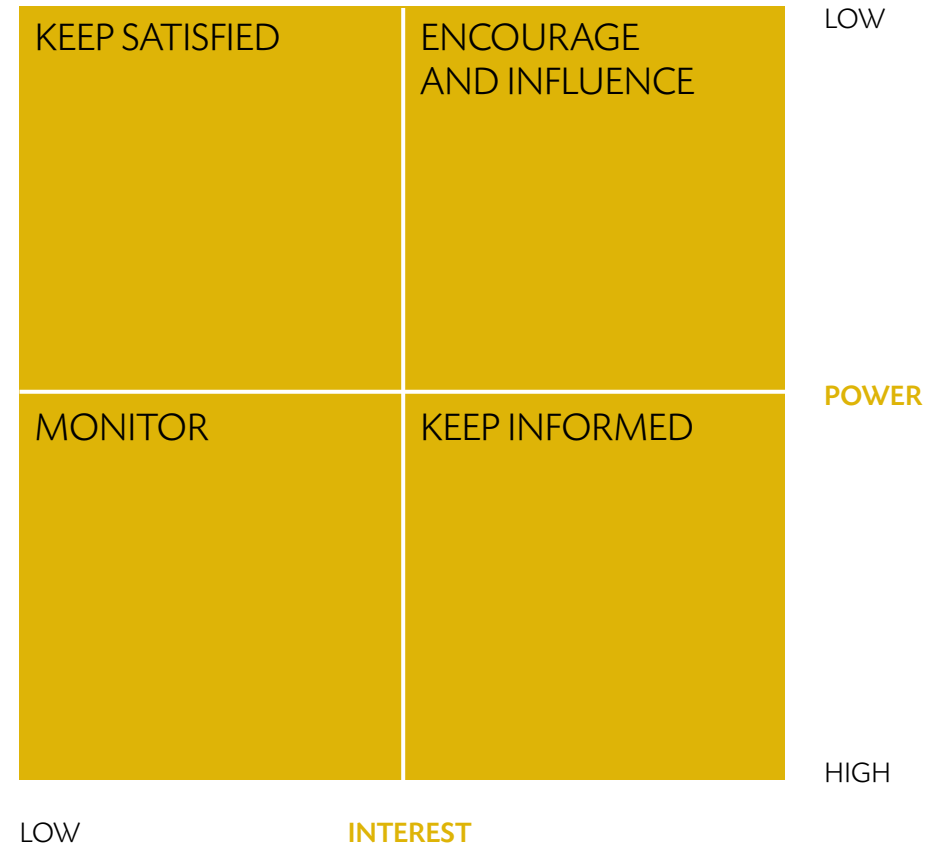 KEEP SATISFIED
ENCOURAGE
AND INFLUENCE
LOW
POWER
MONITOR
KEEP INFORMED
HIGH
LOW
INTEREST